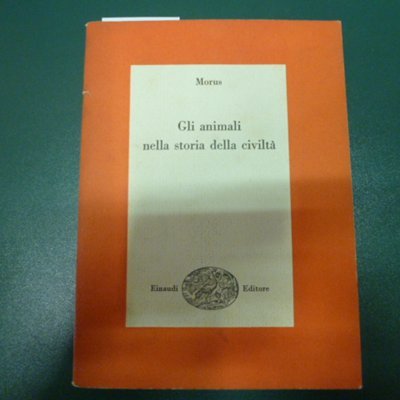 Morus
Gli animali
nella storia della civiltà
Einaudi Editore